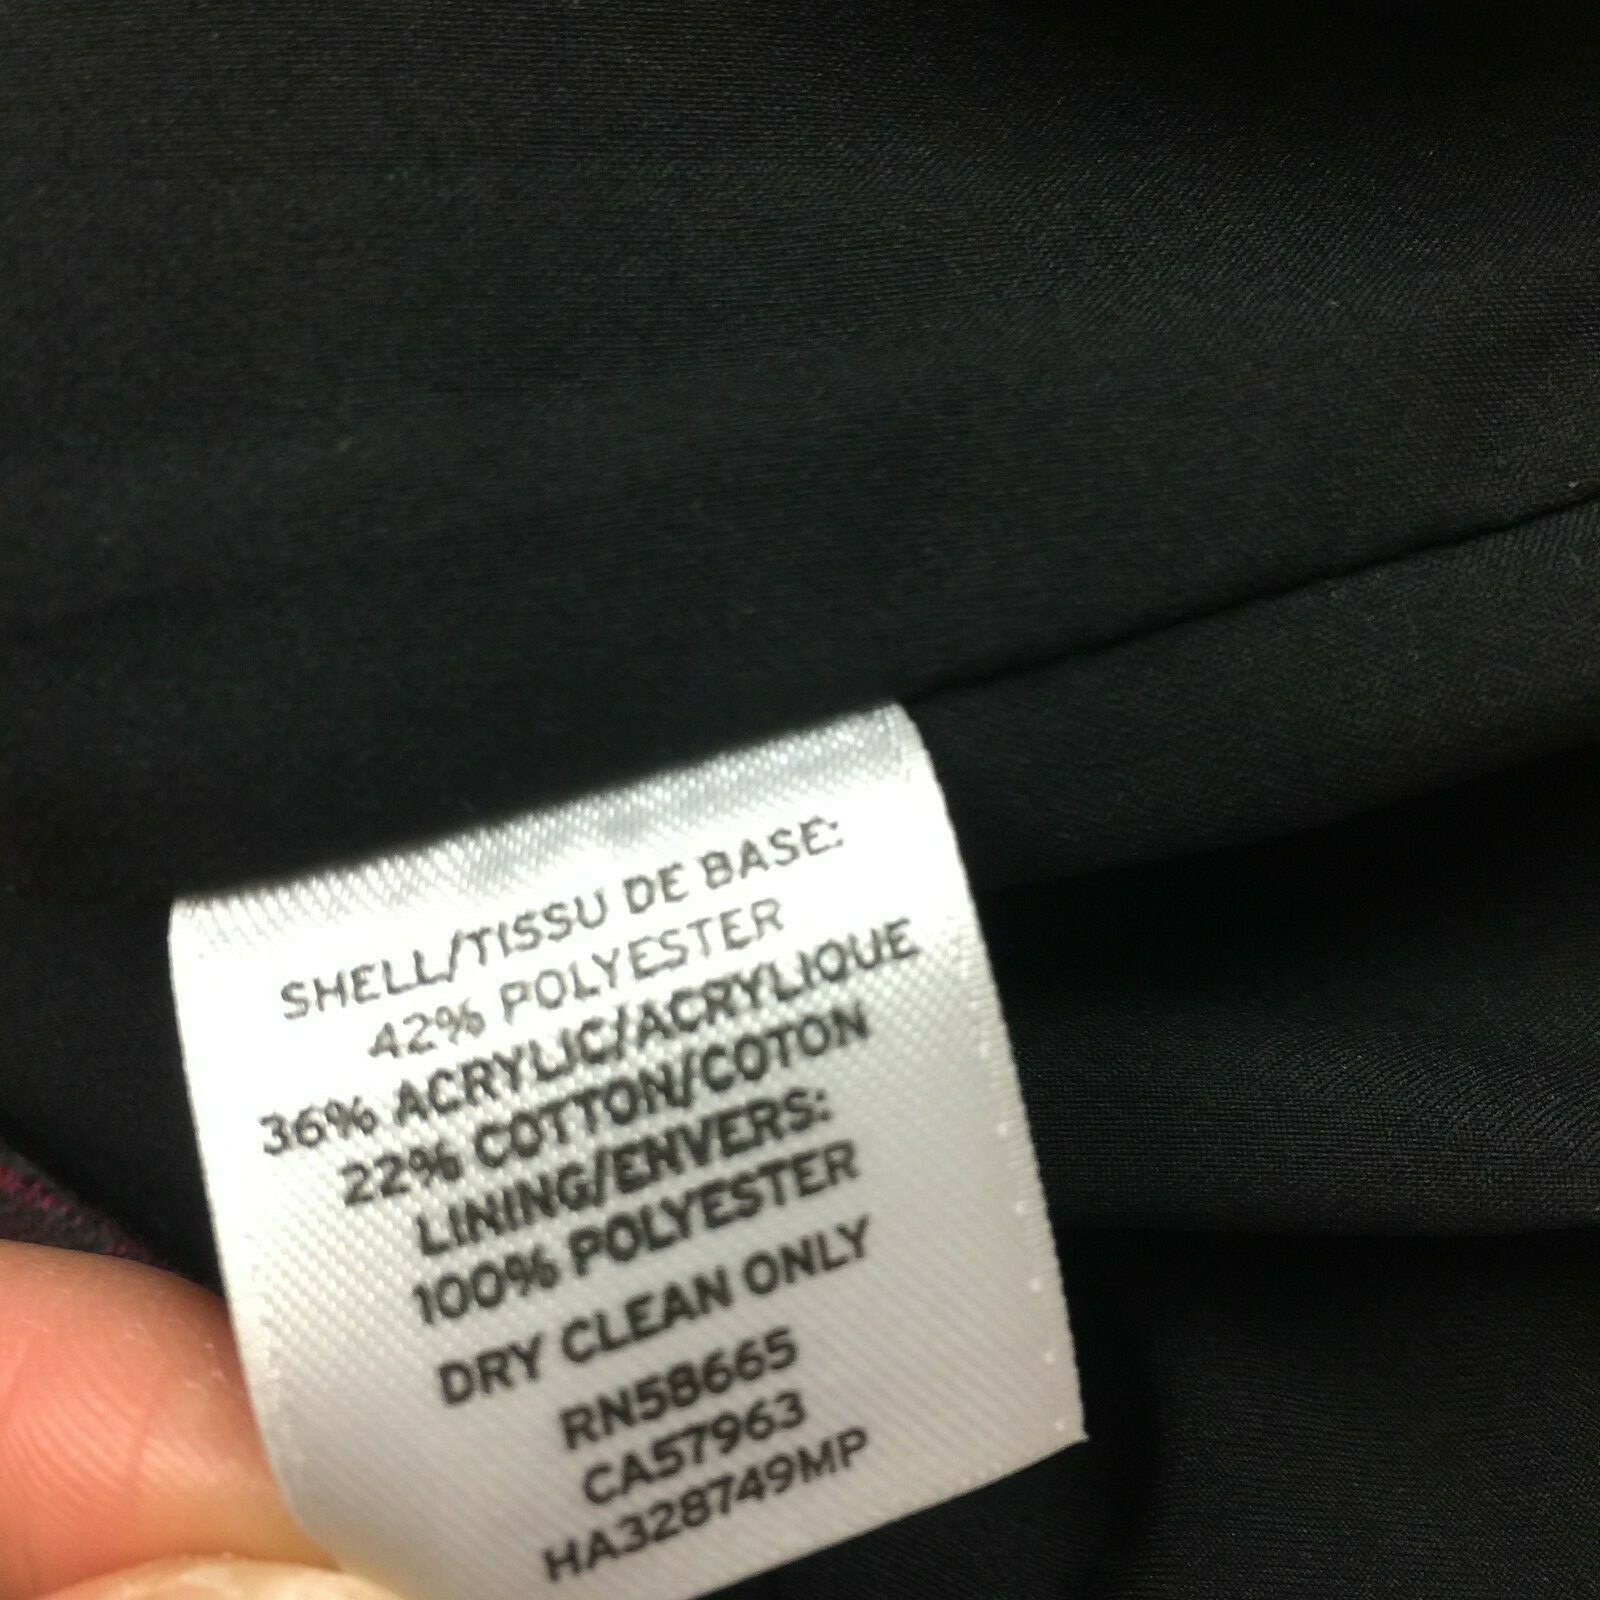 SHELL/TISSU DE BASE:
42% POLYESTER
36% ACRYLIC/ACRYLIQUE
22% COTTON/COTON
LINING/ENVERS:
100% POLYESTER
DRY CLEAN ONLY
RN58665
CA57963
HA328749MP